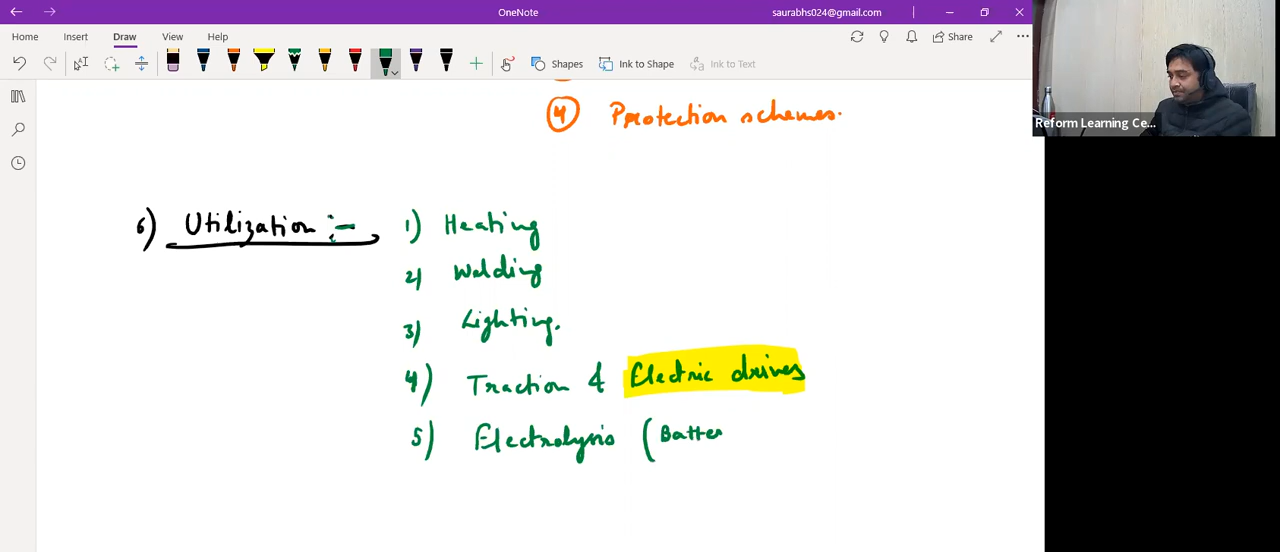 OneNote
saurabhs024@gmail.com
Home Insert Draw View Help
Share
Shapes Ink to Shape Ink to Text
Reform Learning Ce...
4 Protection schemes.
6) Utilization :- 1) Heating
2) Welding
3) Lighting.
4) Traction & Electric drives
5) Electrolysis (Batter